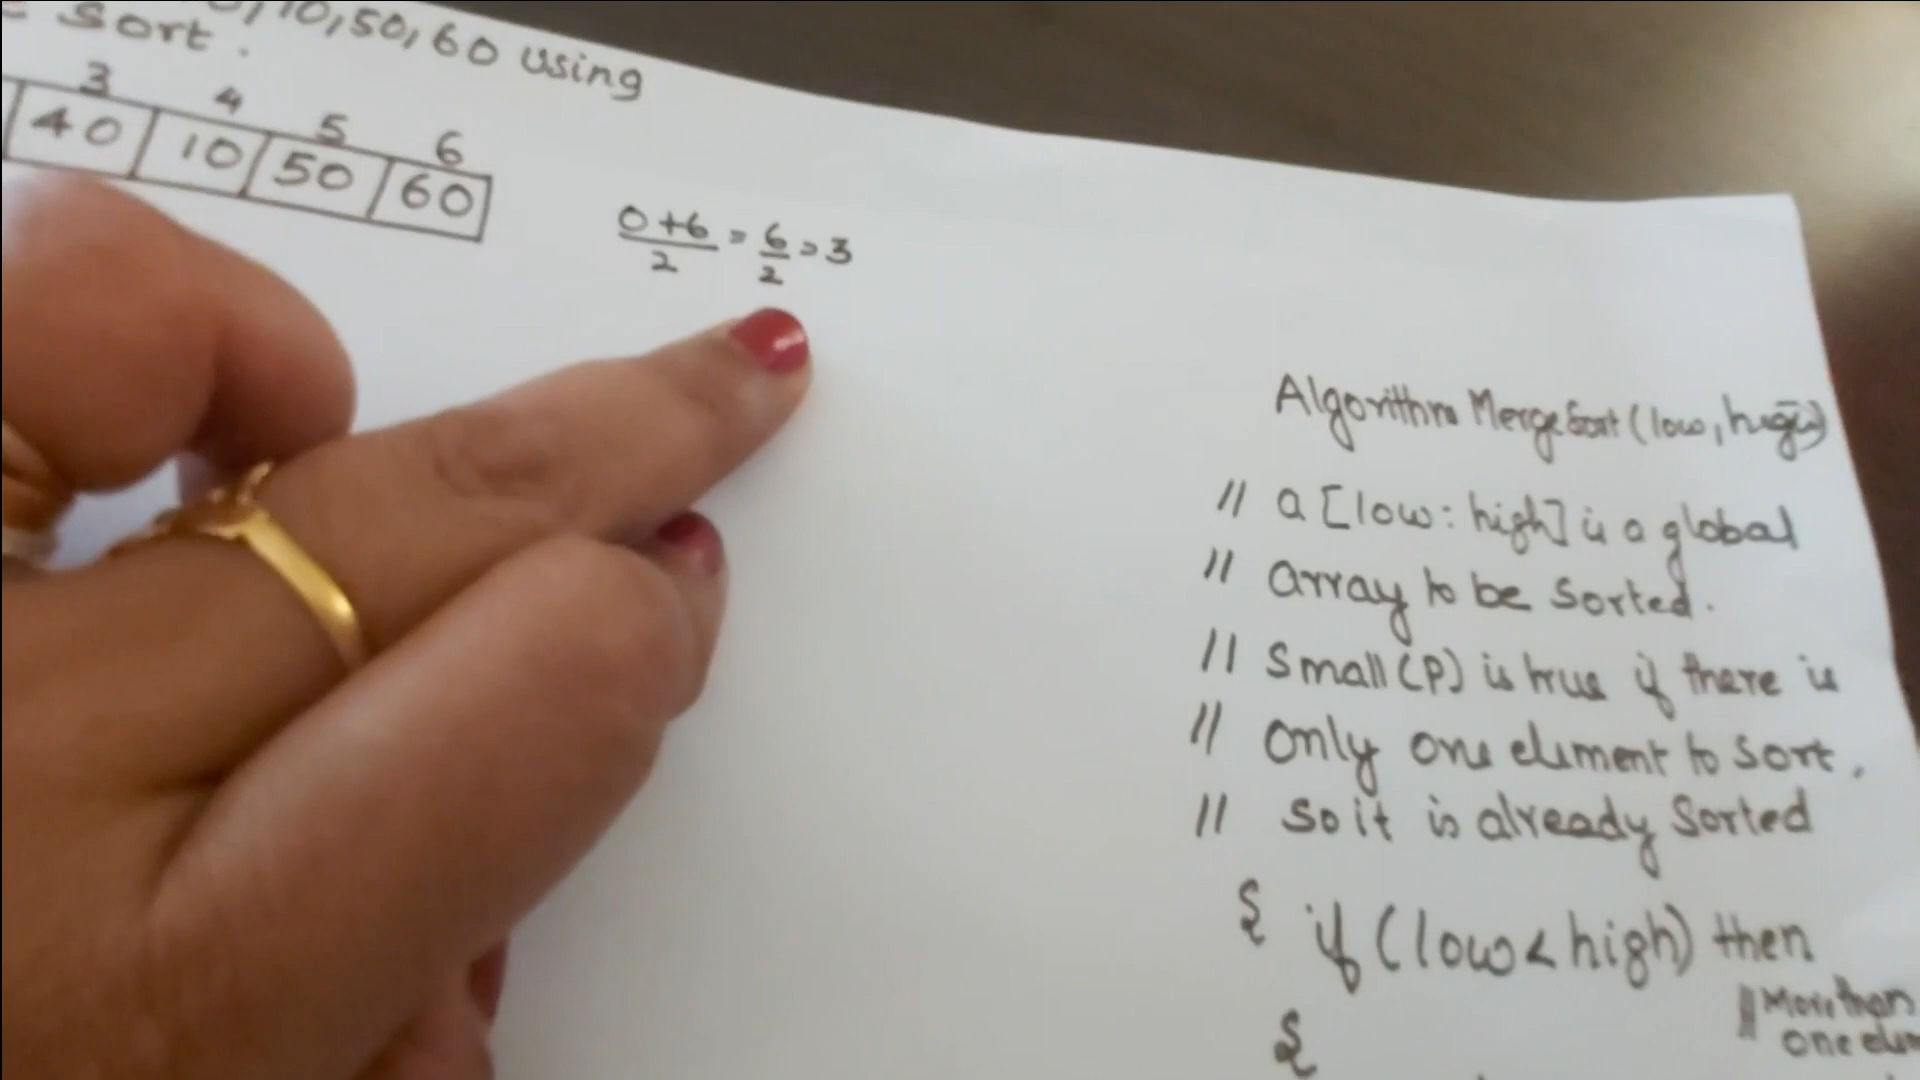 10, 50, 60 using
Sort.
3 4 5 6
40 10 50 60
0+6/2 = 6/2 = 3
Algorithm MergeSort (low, high)
// a [low : high] is a global
// array to be sorted.
// Small (P) is true if there is
// only one element to sort.
// so it is already sorted
{ if (low < high) then
// More than
one
{